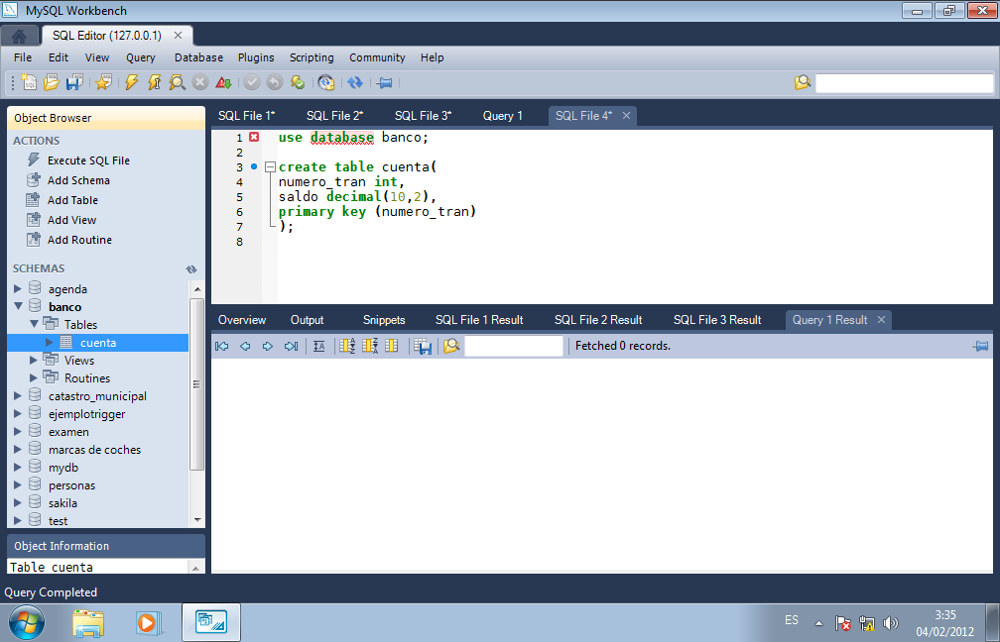 MySQL Workbench
SQL Editor (127.0.0.1)
File Edit View Query Database Plugins Scripting Community Help
Object Browser
ACTIONS
Execute SQL File
Add Schema
Add Table
Add View
Add Routine
SCHEMAS
agenda
banco
Tables
cuenta
Views
Routines
catastro_municipal
ejemplotrigger
examen
marcas de coches
mydb
personas
sakila
test
Object Information
Table cuenta
SQL File 1* SQL File 2* SQL File 3* Query 1 SQL File 4*
1 use database banco;
2
3 create table cuenta(
4 numero_tran int,
5 saldo decimal(10,2),
6 primary key (numero_tran)
7 );
8
Overview Output Snippets SQL File 1 Result SQL File 2 Result SQL File 3 Result Query 1 Result
Fetched 0 records.
Query Completed
ES
3:35
04/02/2012